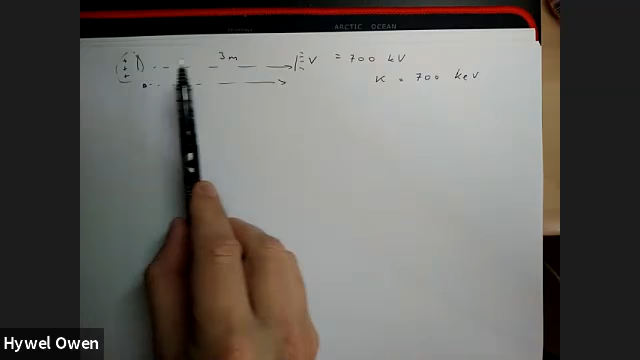 ARCTIC OCEAN
3m V = 700 kV
K = 700 keV
Hywel Owen